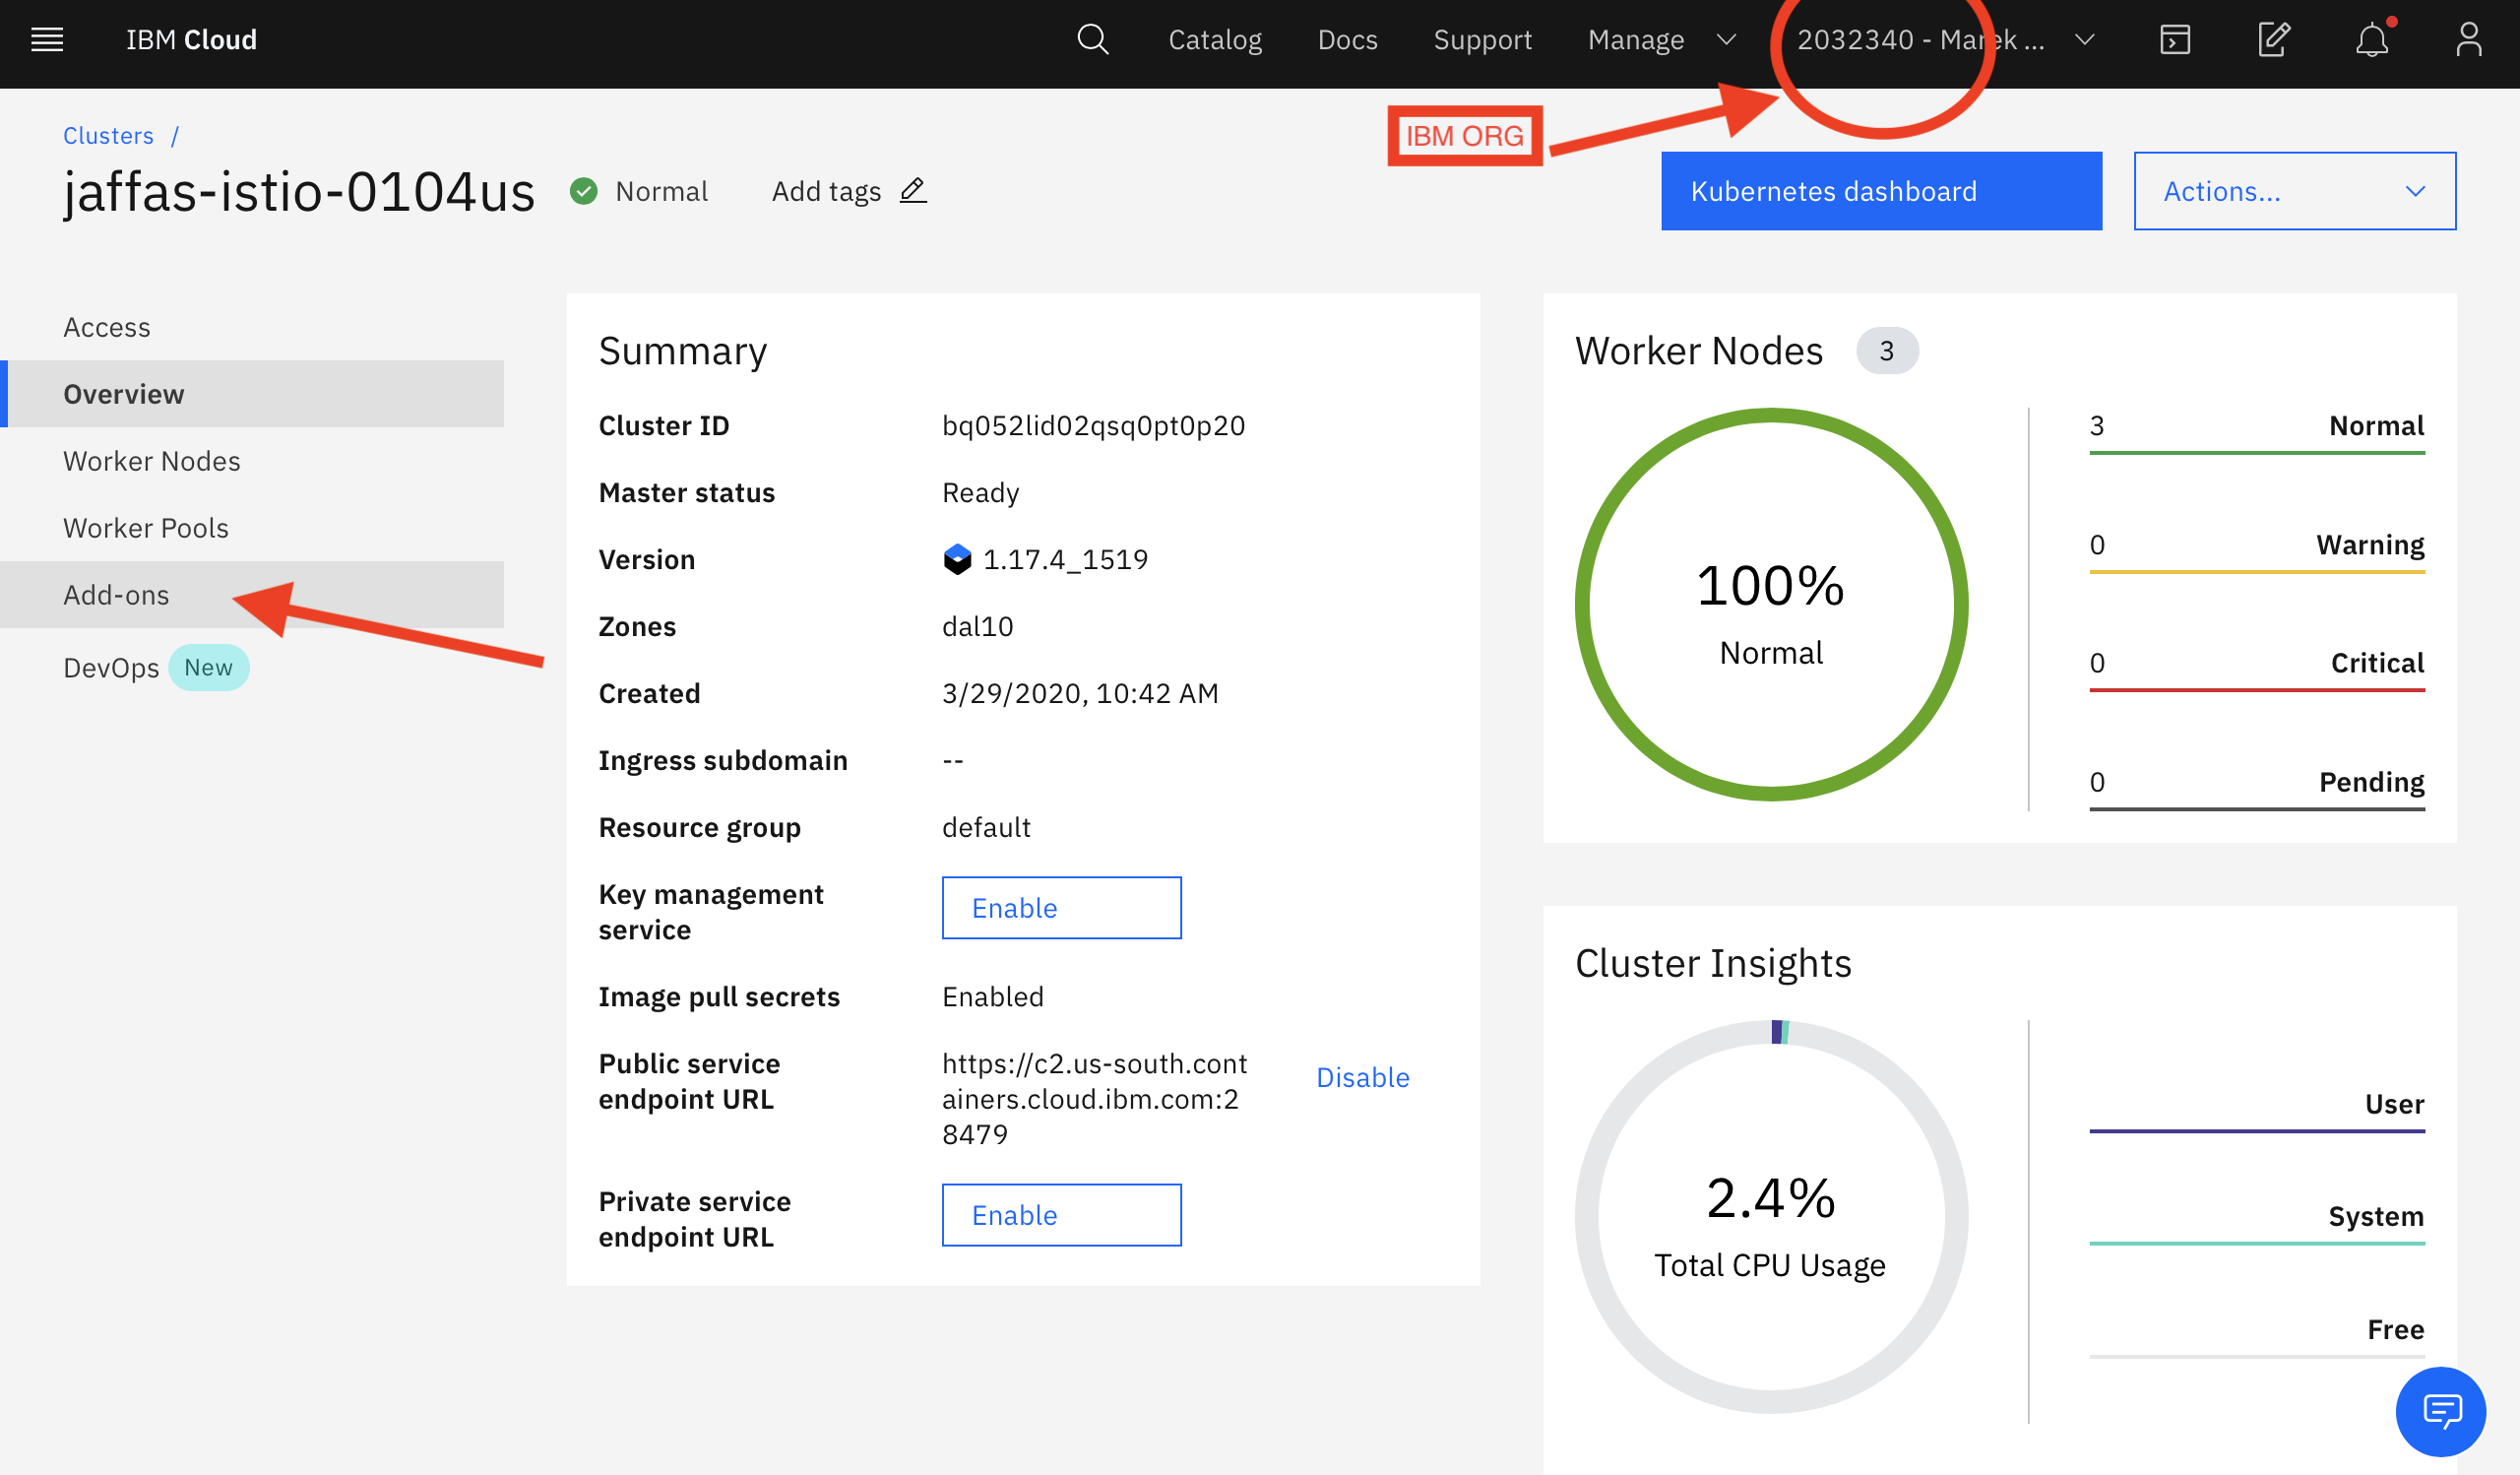 IBM Cloud
Catalog
Docs
Support
Manage
2032340 - Marek ...
IBM ORG
Clusters /
jaffas-istio-0104us
Normal
Add tags
Kubernetes dashboard
Actions...
Access
Overview
Worker Nodes
Worker Pools
Add-ons
DevOps New
Summary
Cluster ID bq052lid02qsq0pt0p20
Master status Ready
Version 1.17.4_1519
Zones dal10
Created 3/29/2020, 10:42 AM
Ingress subdomain --
Resource group default
Key management
service
Enable
Image pull secrets Enabled
Public service
endpoint URL
https://c2.us-south.cont
ainers.cloud.ibm.com:2
8479
Disable
Private service
endpoint URL
Enable
Worker Nodes 3
100%
Normal
3 Normal
0 Warning
0 Critical
0 Pending
Cluster Insights
2.4%
Total CPU Usage
User
System
Free